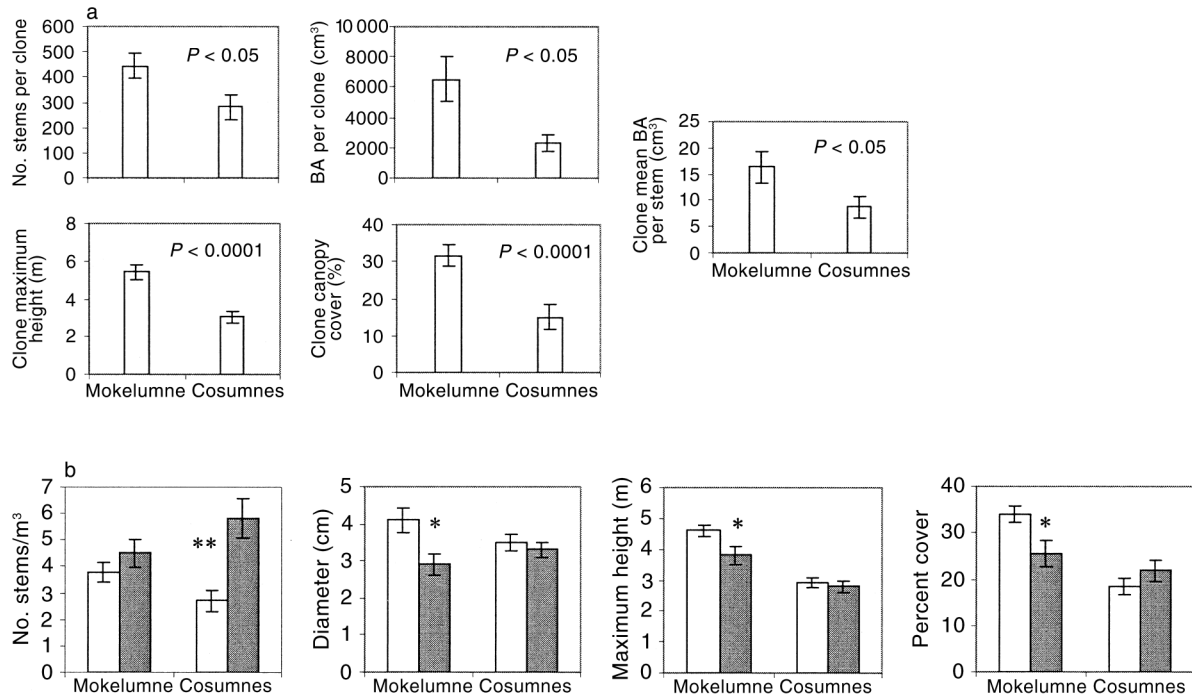 a
No. stems per clone
600
500
400
300
200
100
0
P < 0.05
BA per clone (cm³)
10 000
8000
6000
4000
2000
0
P < 0.05
Clone mean BA
per stem (cm³)
25
20
15
10
5
0
P < 0.05
Mokelumne Cosumnes
Clone maximum
height (m)
8
6
4
2
0
P < 0.0001
Mokelumne Cosumnes
Clone canopy
cover (%)
40
30
20
10
0
P < 0.0001
Mokelumne Cosumnes
b
No. stems/m³
7
6
5
4
3
2
1
0
**
Mokelumne Cosumnes
Diameter (cm)
5
4
3
2
1
0
*
Mokelumne Cosumnes
Maximum height (m)
6
5
4
3
2
1
0
*
Mokelumne Cosumnes
Percent cover
40
30
20
10
0
*
Mokelumne Cosumnes